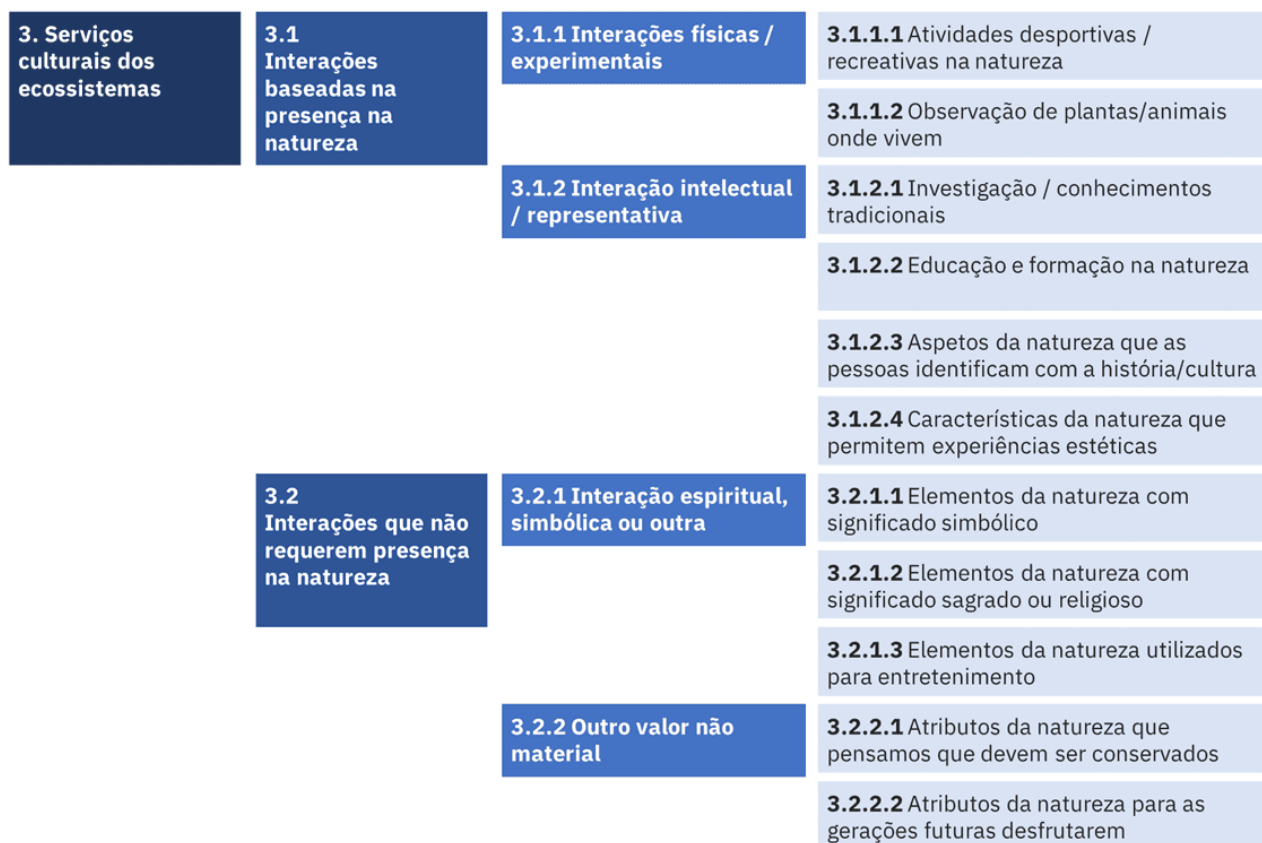 3. Serviços
culturais dos
ecossistemas
3.1
Interações
baseadas na
presença na
natureza
3.1.1 Interações físicas /
experimentais
3.1.1.1 Atividades desportivas /
recreativas na natureza
3.1.1.2 Observação de plantas/animais
onde vivem
3.1.2 Interação intelectual
/ representativa
3.1.2.1 Investigação / conhecimentos
tradicionais
3.1.2.2 Educação e formação na natureza
3.1.2.3 Aspetos da natureza que as
pessoas identificam com a história/cultura
3.1.2.4 Características da natureza que
permitem experiências estéticas
3.2
Interações que não
requerem presença
na natureza
3.2.1 Interação espiritual,
simbólica ou outra
3.2.1.1 Elementos da natureza com
significado simbólico
3.2.1.2 Elementos da natureza com
significado sagrado ou religioso
3.2.1.3 Elementos da natureza utilizados
para entretenimento
3.2.2 Outro valor não
material
3.2.2.1 Atributos da natureza que
pensamos que devem ser conservados
3.2.2.2 Atributos da natureza para as
gerações futuras desfrutarem